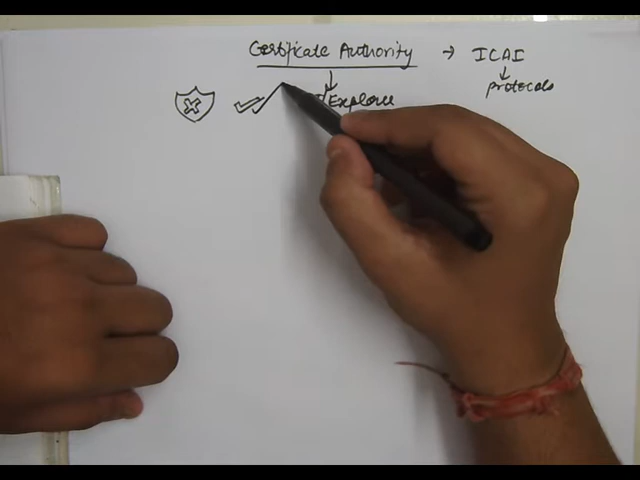 Certificate Authority → ICAI
protocols
Explore